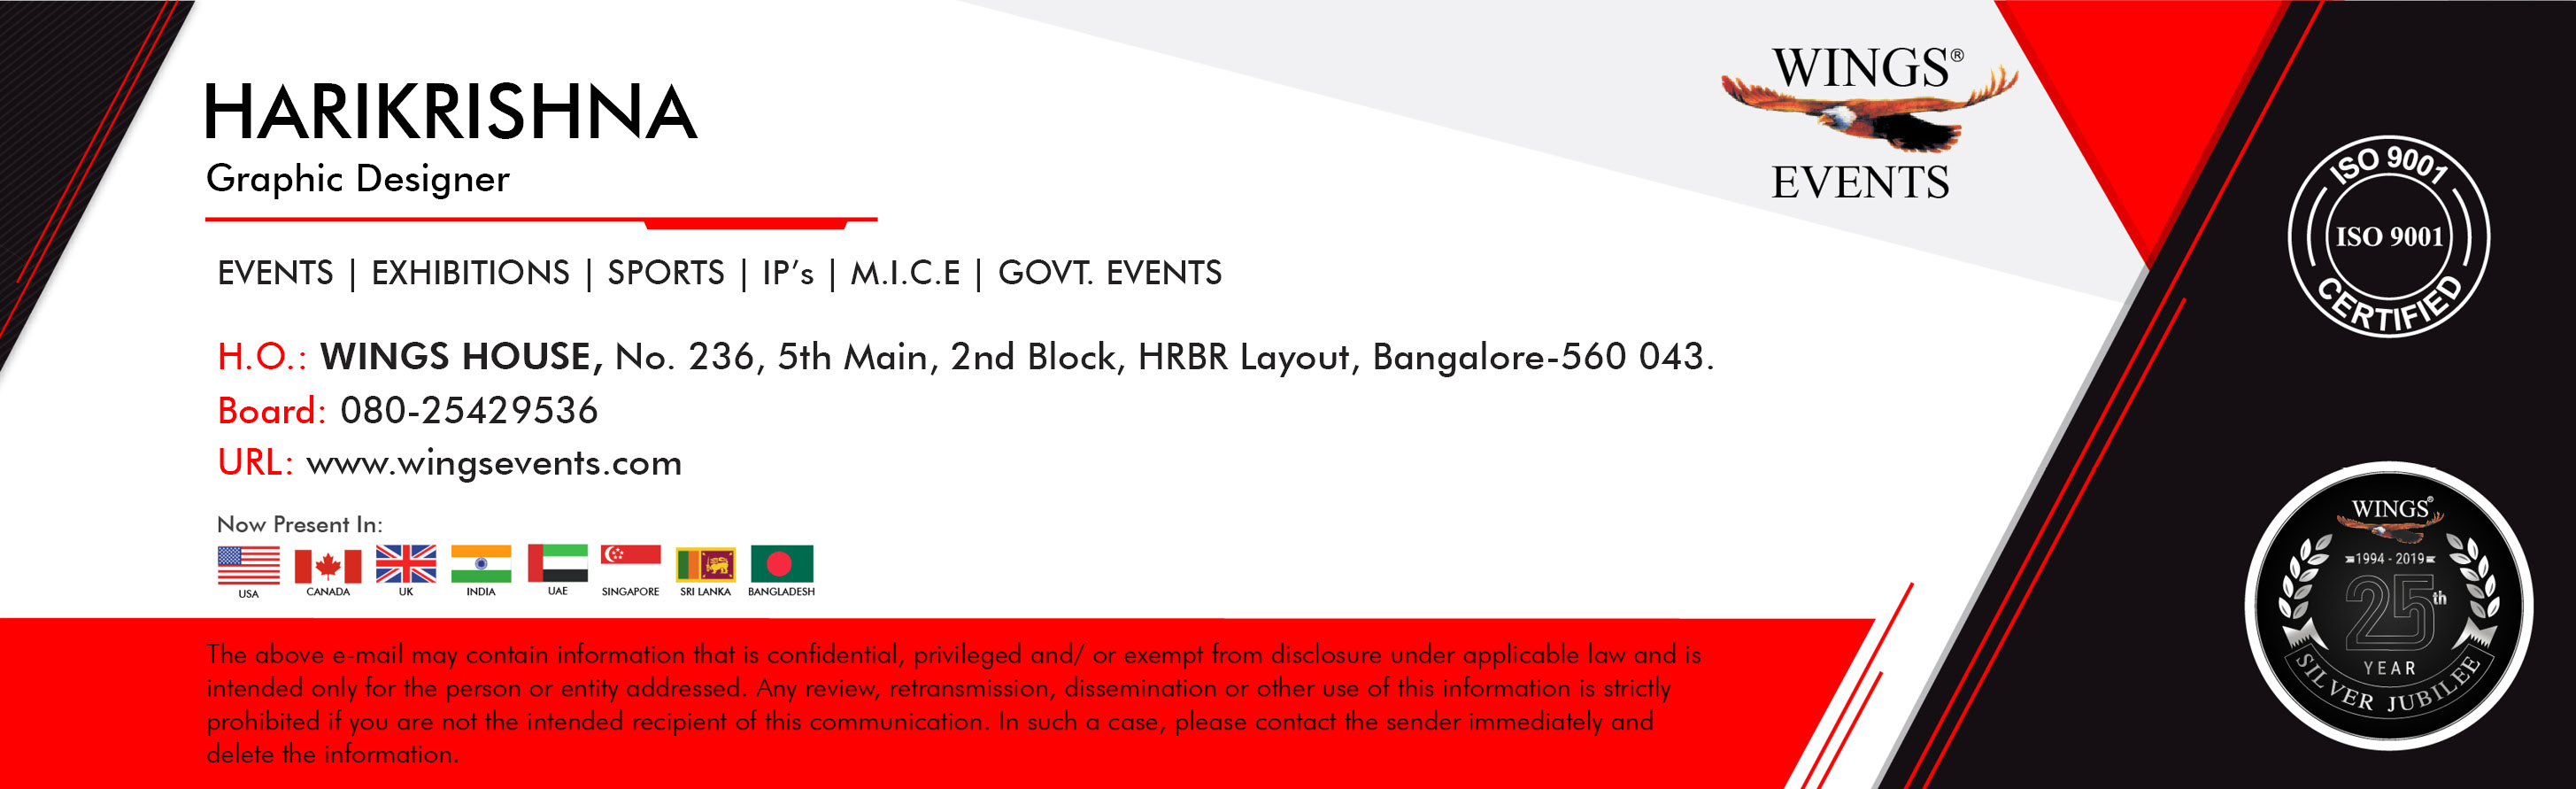 HARIKRISHNA
Graphic Designer
EVENTS | EXHIBITIONS | SPORTS | IP's | M.I.C.E | GOVT. EVENTS
H.O.: WINGS HOUSE, No. 236, 5th Main, 2nd Block, HRBR Layout, Bangalore-560 043.
Board: 080-25429536
URL: www.wingsevents.com
Now Present In:
USA CANADA UK INDIA UAE SINGAPORE SRI LANKA BANGLADESH
The above e-mail may contain information that is confidential, privileged and/ or exempt from disclosure under applicable law and is
intended only for the person or entity addressed. Any review, retransmission, dissemination or other use of this information is strictly
prohibited if you are not the intended recipient of this communication. In such a case, please contact the sender immediately and
delete the information.
WINGS®
EVENTS
ISO 9001
ISO 9001
CERTIFIED
WINGS®
1994 - 2019
25th
YEAR
SILVER JUBILEE